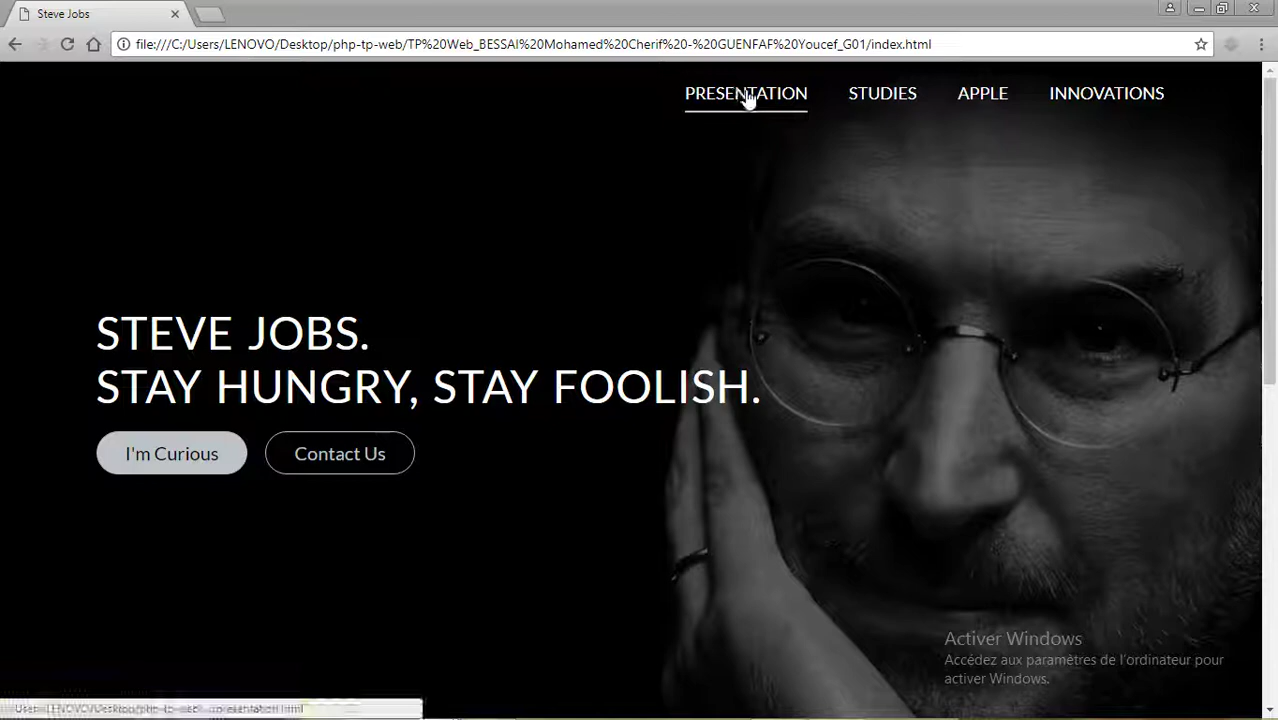 Steve Jobs
file:///C:/Users/LENOVO/Desktop/php-tp-web/TP%20Web_BESSAI%20Mohamed%20Cherif%20-%20GUENFAF%20Youcef_G01/index.html
PRESENTATION STUDIES APPLE INNOVATIONS
STEVE JOBS.
STAY HUNGRY, STAY FOOLISH.
I'm Curious Contact Us
Activer Windows
Accédez aux paramètres de l'ordinateur pour
activer Windows.